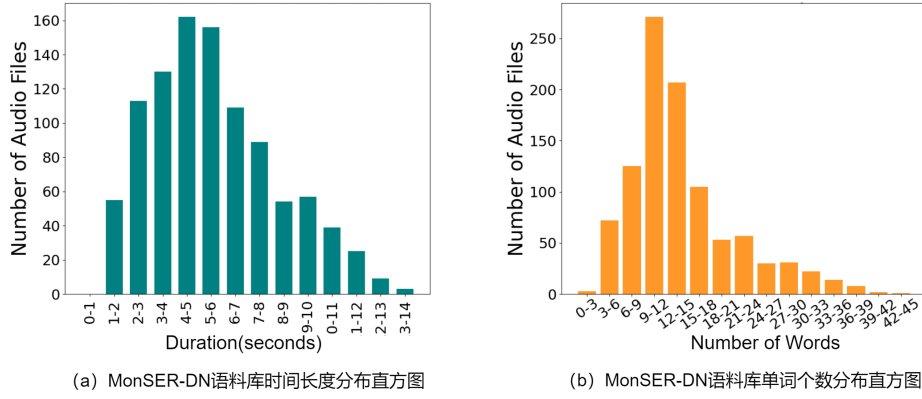 Number of Audio Files
160
140
120
100
80
60
40
20
0
0-1 1-2 2-3 3-4 4-5 5-6 6-7 7-8 8-9 9-10 0-11 1-12 2-13 3-14
Duration(seconds)
(a) MonSER-DN语料库时间长度分布直方图
Number of Audio Files
250
200
150
100
50
0
0-3 3-6 6-9 9-12 12-15 15-18 18-21 21-24 24-27 27-30 30-33 33-36 36-39 39-42 42-45
Number of Words
(b) MonSER-DN语料库单词个数分布直方图